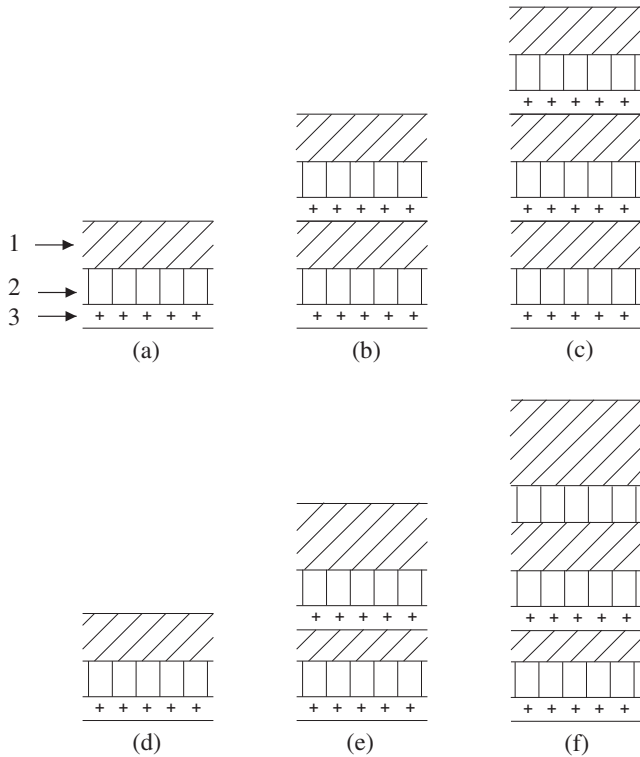 1
2
3
+ + + + +
+ + + + +
+ + + + +
+ + + + +
+ + + + +
+ + + + +
(a)
(b)
(c)
+ + + + +
+ + + + +
+ + + + +
+ + + + +
+ + + + +
(d)
(e)
(f)